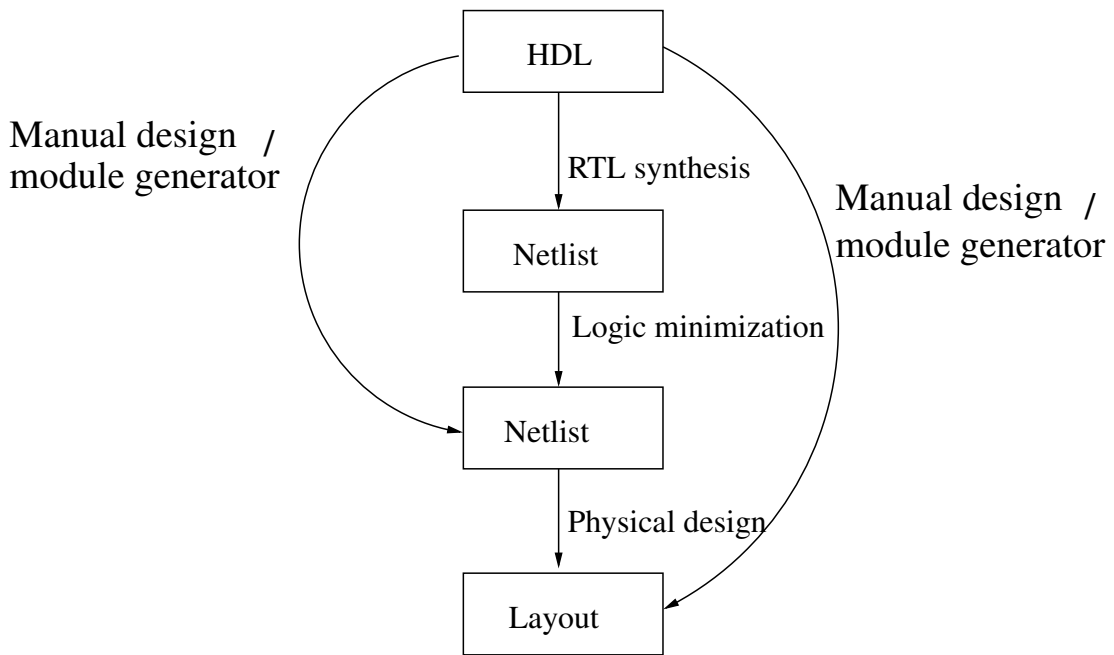 HDL
Manual design /
module generator
RTL synthesis
Manual design /
module generator
Netlist
Logic minimization
Netlist
Physical design
Layout